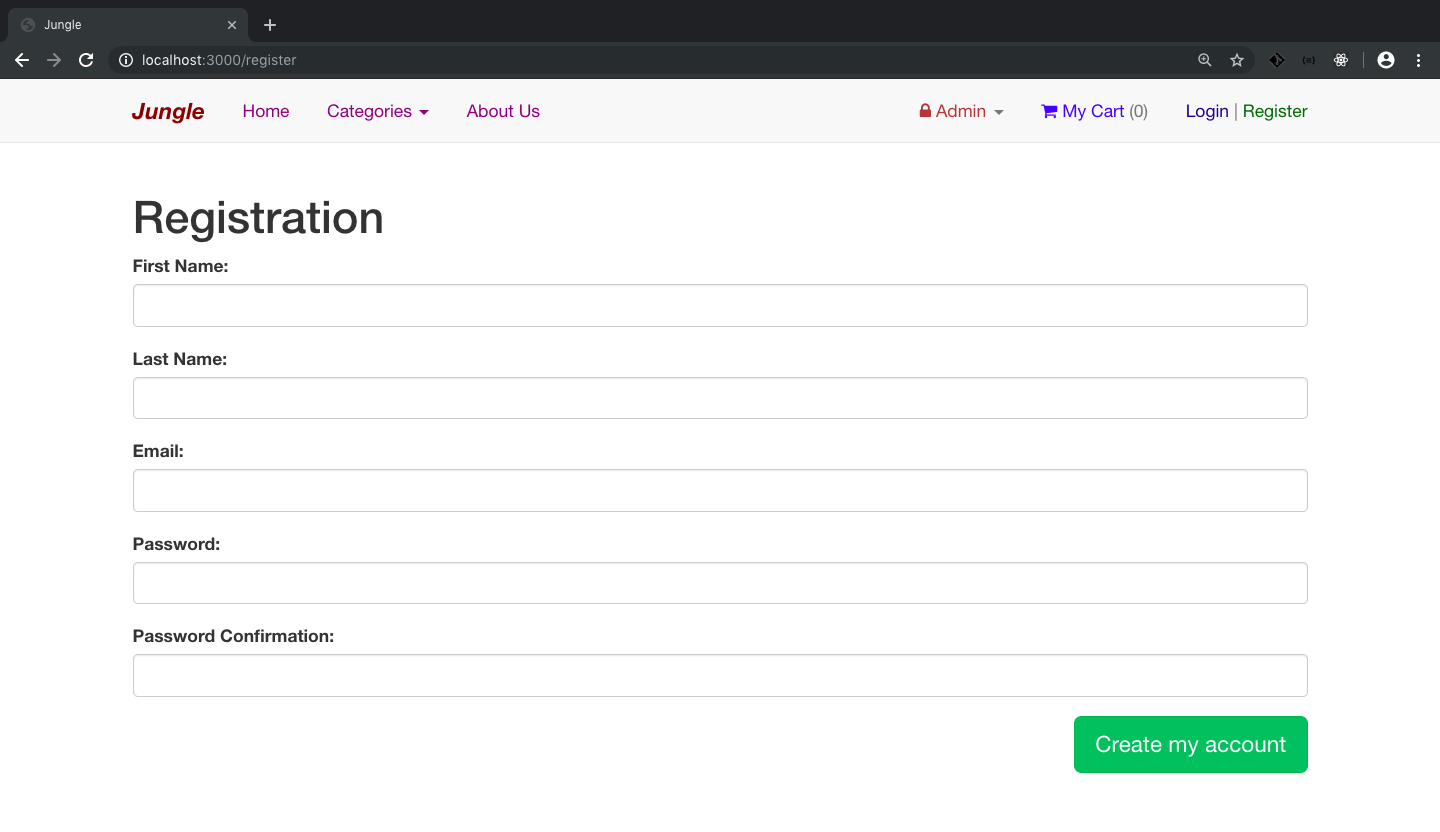 Jungle
localhost:3000/register
Jungle Home Categories About Us Admin My Cart (0) Login | Register
Registration
First Name:
Last Name:
Email:
Password:
Password Confirmation:
Create my account